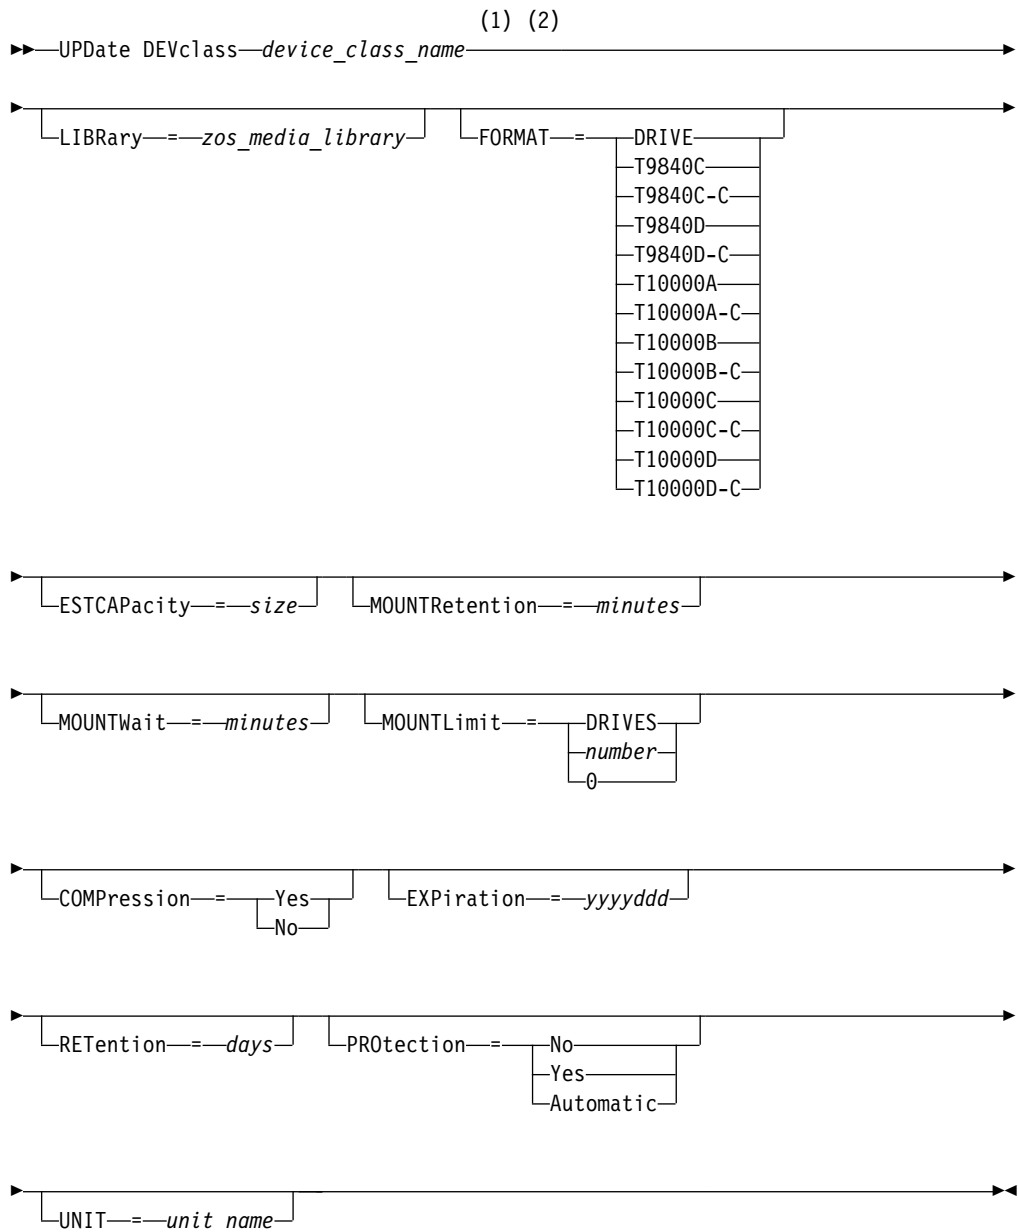 (1) (2)
UPDate DEVclass device_class_name
LIBRary = zos_media_library FORMAT = DRIVE
T9840C
T9840C-C
T9840D
T9840D-C
T10000A
T10000A-C
T10000B
T10000B-C
T10000C
T10000C-C
T10000D
T10000D-C
ESTCAPacity = size MOUNTRetention = minutes
MOUNTWait = minutes MOUNTLimit = DRIVES
number
0
COMPression = Yes EXPiration = yyyyddd
No
RETention = days PROtection = No
Yes
Automatic
UNIT = unit_name